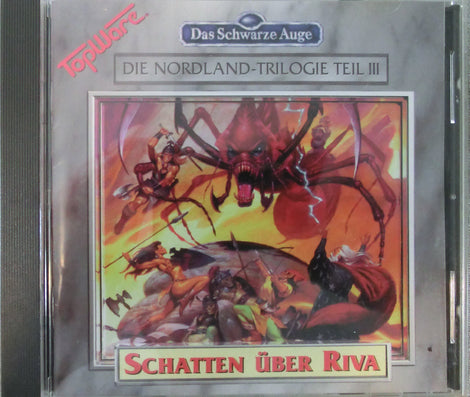 TopWare
Das Schwarze Auge
DIE NORDLAND-TRILOGIE TEIL III
SCHATTEN ÜBER RIVA